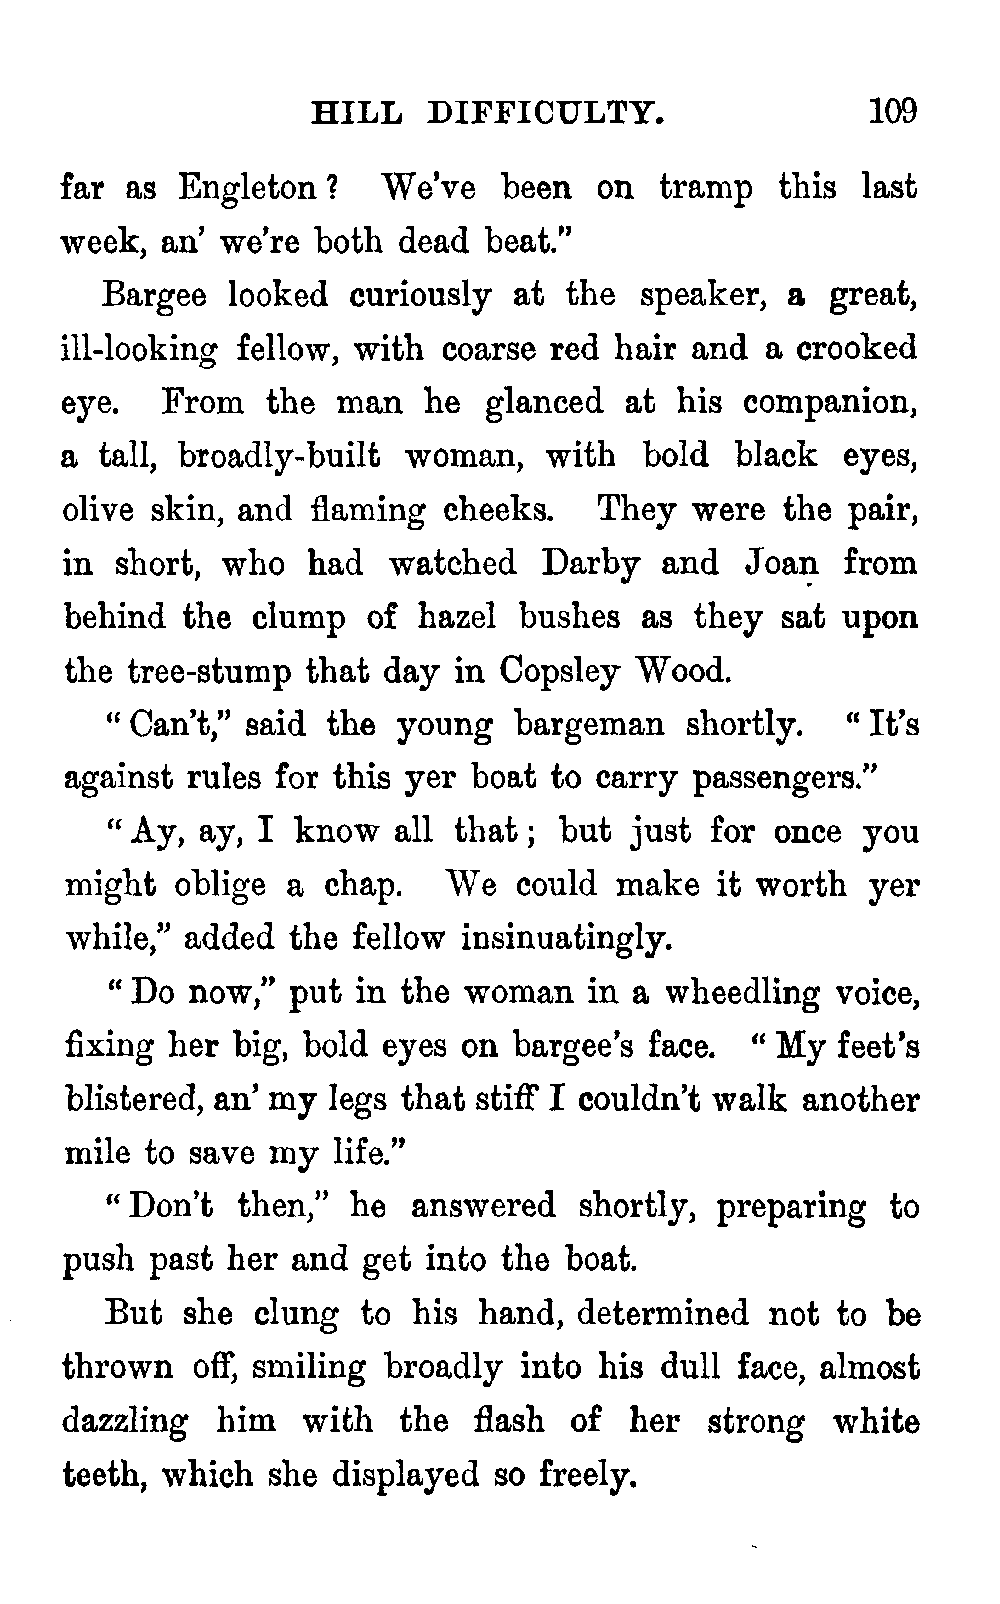 HILL DIFFICULTY. 109
far as Engleton? We've been on tramp this last
week, an' we're both dead beat."
Bargee looked curiously at the speaker, a great,
ill-looking fellow, with coarse red hair and a crooked
eye. From the man he glanced at his companion,
a tall, broadly-built woman, with bold black eyes,
olive skin, and flaming cheeks. They were the pair,
in short, who had watched Darby and Joan from
behind the clump of hazel bushes as they sat upon
the tree-stump that day in Copsley Wood.
"Can't," said the young bargeman shortly. "It's
against rules for this yer boat to carry passengers."
"Ay, ay, I know all that; but just for once you
might oblige a chap. We could make it worth yer
while," added the fellow insinuatingly.
"Do now," put in the woman in a wheedling voice,
fixing her big, bold eyes on bargee's face. "My feet's
blistered, an' my legs that stiff I couldn't walk another
mile to save my life."
"Don't then," he answered shortly, preparing to
push past her and get into the boat.
But she clung to his hand, determined not to be
thrown off, smiling broadly into his dull face, almost
dazzling him with the flash of her strong white
teeth, which she displayed so freely.